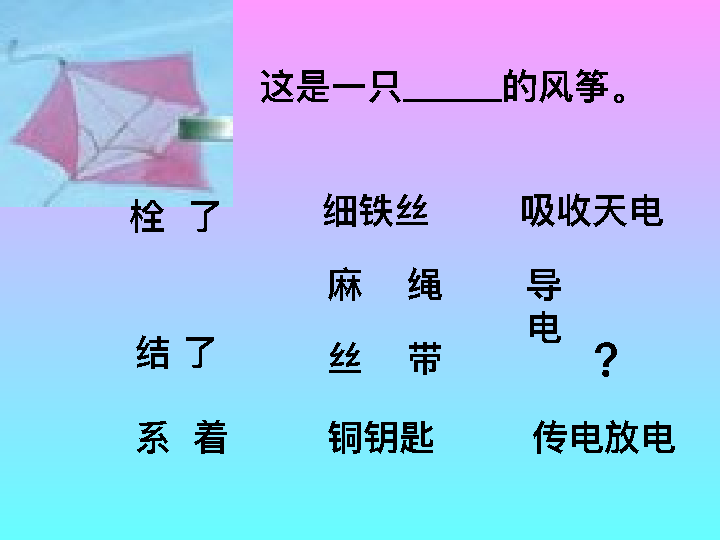 这是一只______的风筝。
栓 了 细铁丝 吸收天电
麻 绳 导
电
结 了 丝 带 ?
系 着 铜钥匙 传电放电